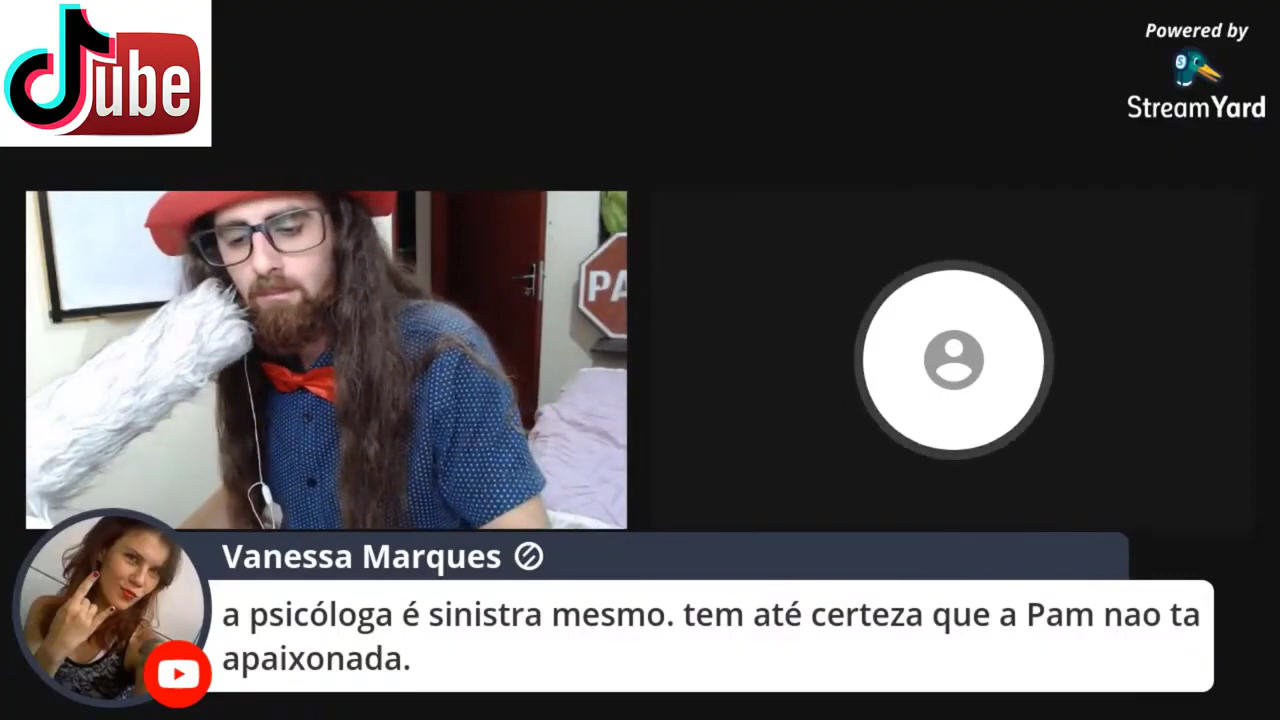 Tube
Powered by
StreamYard
PA
Vanessa Marques
a psicóloga é sinistra mesmo. tem até certeza que a Pam nao ta
apaixonada.